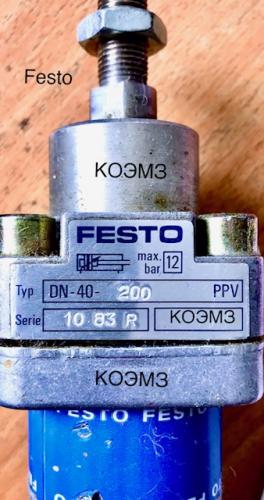 Festo
КОЭМЗ
FESTO
max.
bar 12
Typ DN-40- 200 PPV
Serie 10 83 R КОЭМЗ
КОЭМЗ
FESTO FESTO